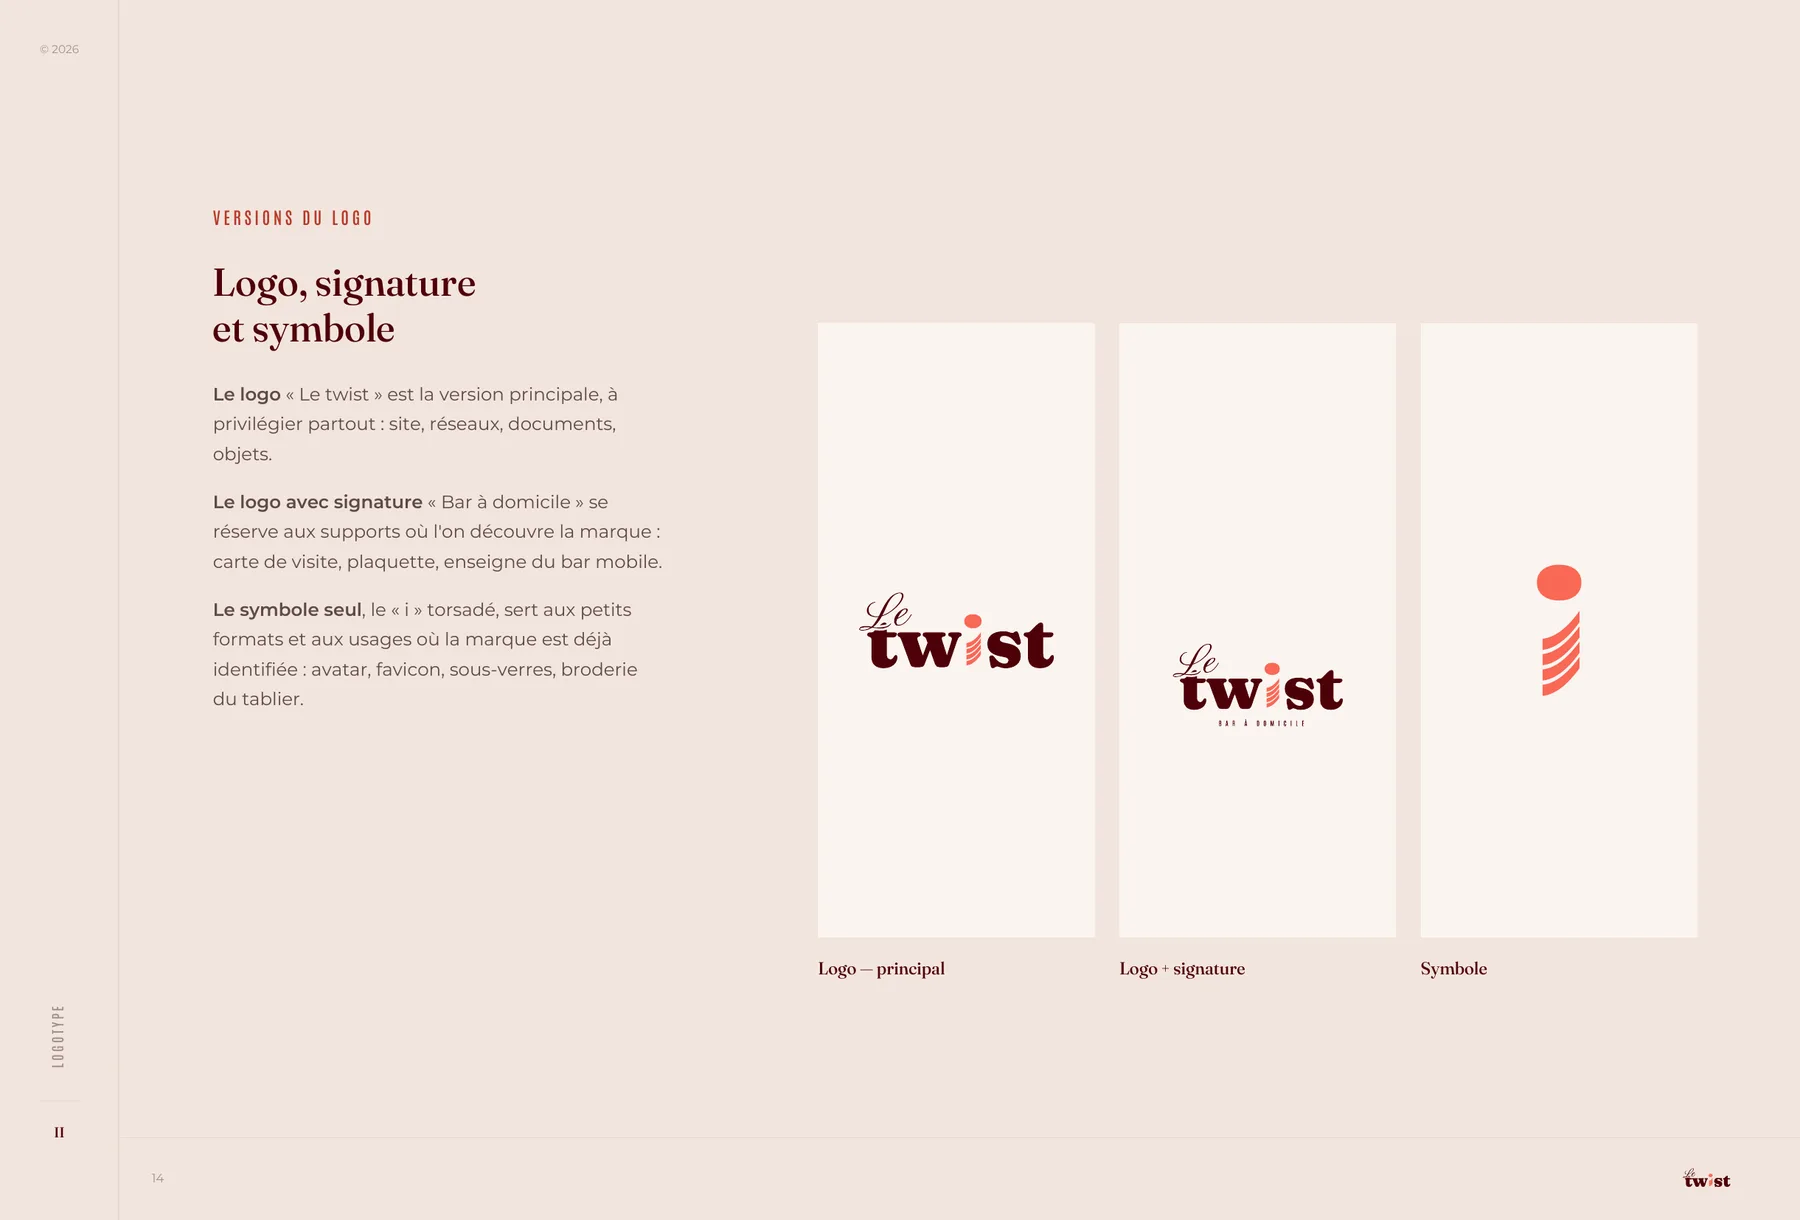 © 2026
VERSIONS DU LOGO
Logo, signature
et symbole
Le logo « Le twist » est la version principale, à
privilégier partout : site, réseaux, documents,
objets.
Le logo avec signature « Bar à domicile » se
réserve aux supports où l'on découvre la marque :
carte de visite, plaquette, enseigne du bar mobile.
Le symbole seul, le « i » torsadé, sert aux petits
formats et aux usages où la marque est déjà
identifiée : avatar, favicon, sous-verres, broderie
du tablier.
Le
twist
Logo — principal
Le
twist
BAR À DOMICILE
Logo + signature
i
Symbole
LOGOTYPE
II
14
Le
twist